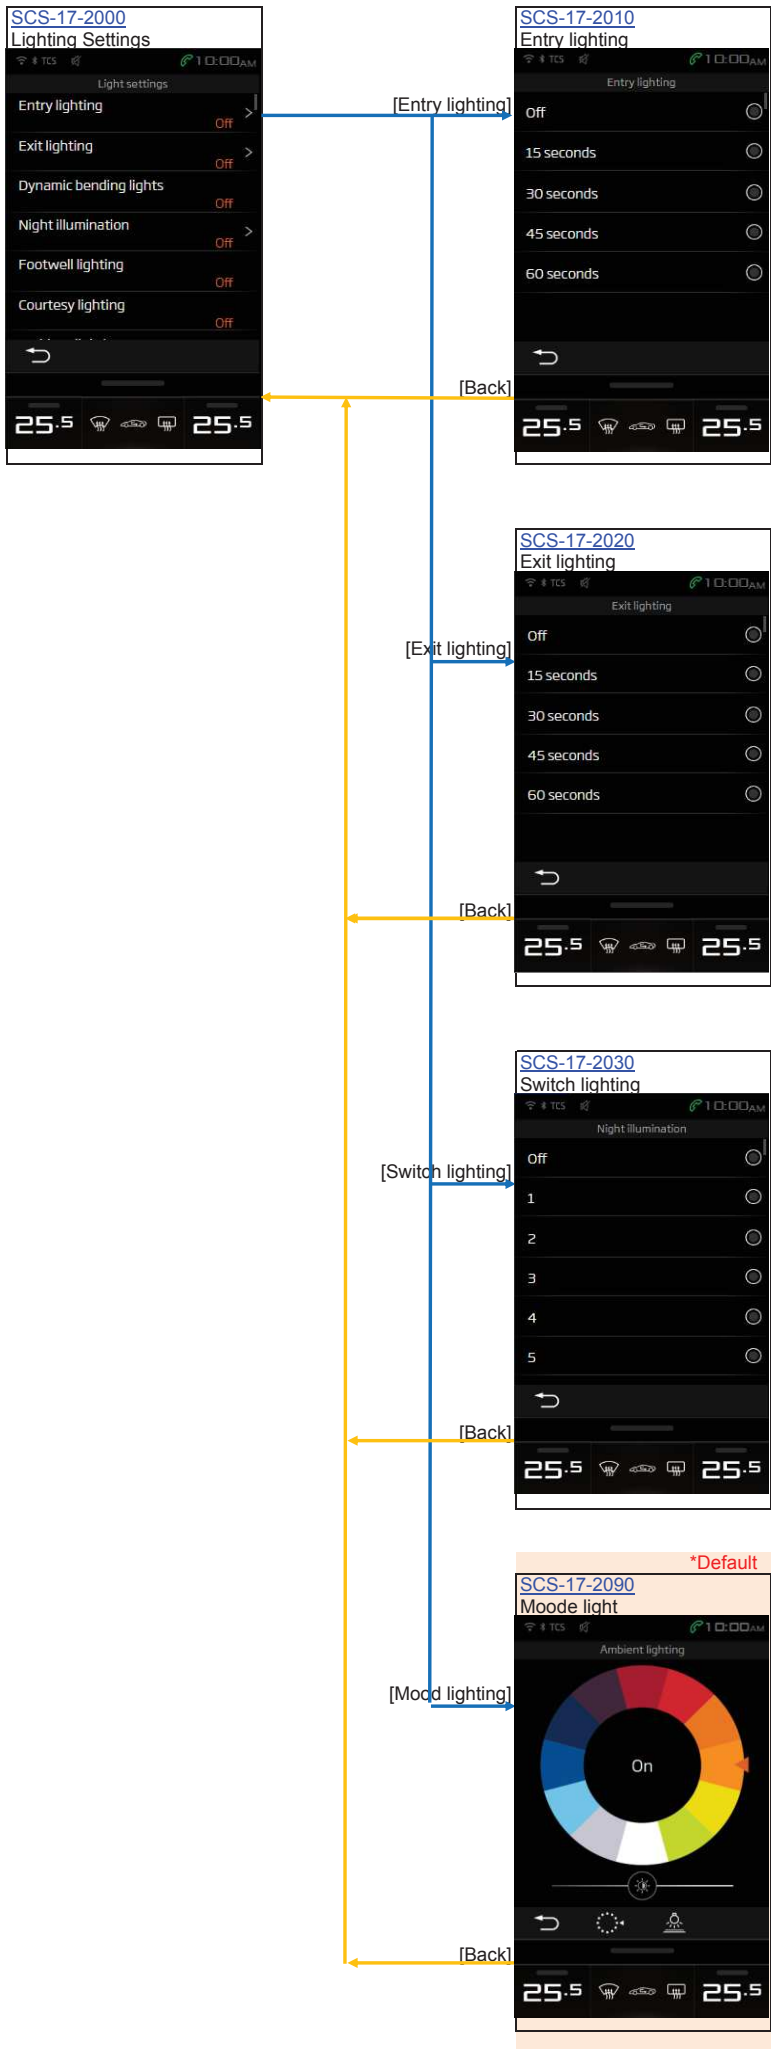 SCS-17-2000
Lighting Settings
TCS 10:00AM
Light settings
Entry lighting
Off
Exit lighting
Off
Dynamic bending lights
Off
Night illumination
Off
Footwell lighting
Off
Courtesy lighting
Off
25.5 25.5
[Entry lighting]
[Back]
SCS-17-2010
Entry lighting
TCS 10:00AM
Entry lighting
Off
15 seconds
30 seconds
45 seconds
60 seconds
25.5 25.5
[Exit lighting]
[Back]
SCS-17-2020
Exit lighting
TCS 10:00AM
Exit lighting
Off
15 seconds
30 seconds
45 seconds
60 seconds
25.5 25.5
[Switch lighting]
[Back]
SCS-17-2030
Switch lighting
TCS 10:00AM
Night illumination
Off
1
2
3
4
5
25.5 25.5
[Mood lighting]
[Back]
*Default
SCS-17-2090
Moode light
TCS 10:00AM
Ambient lighting
On
25.5 25.5